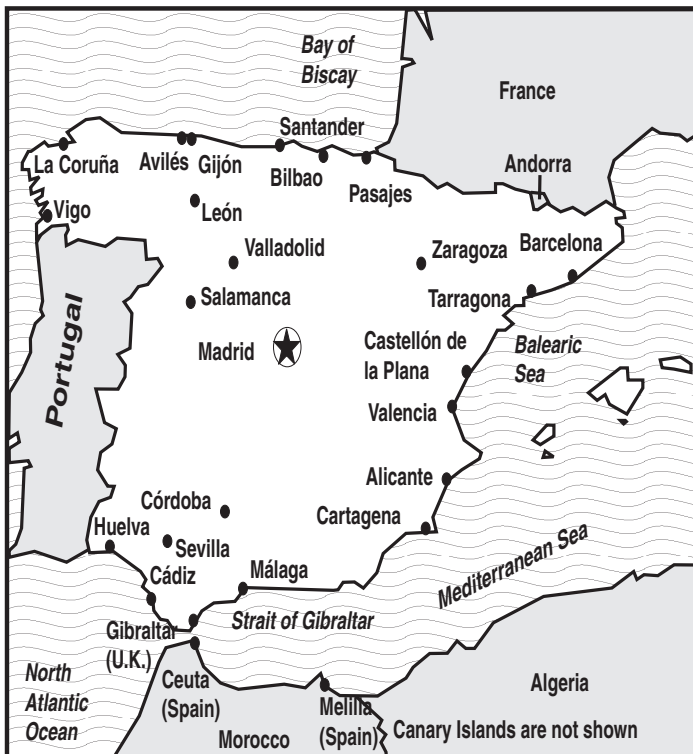 Bay of
Biscay
France
Santander
La Coruña
Avilés
Gijón
Bilbao
Pasajes
Andorra
Vigo
León
Valladolid
Zaragoza
Barcelona
Salamanca
Tarragona
Portugal
Madrid
Castellón de
la Plana
Balearic
Sea
Valencia
Alicante
Córdoba
Cartagena
Huelva
Sevilla
Cádiz
Málaga
Mediterranean Sea
Gibraltar
(U.K.)
Strait of Gibraltar
North
Atlantic
Ocean
Ceuta
(Spain)
Melilla
(Spain)
Algeria
Morocco
Canary Islands are not shown